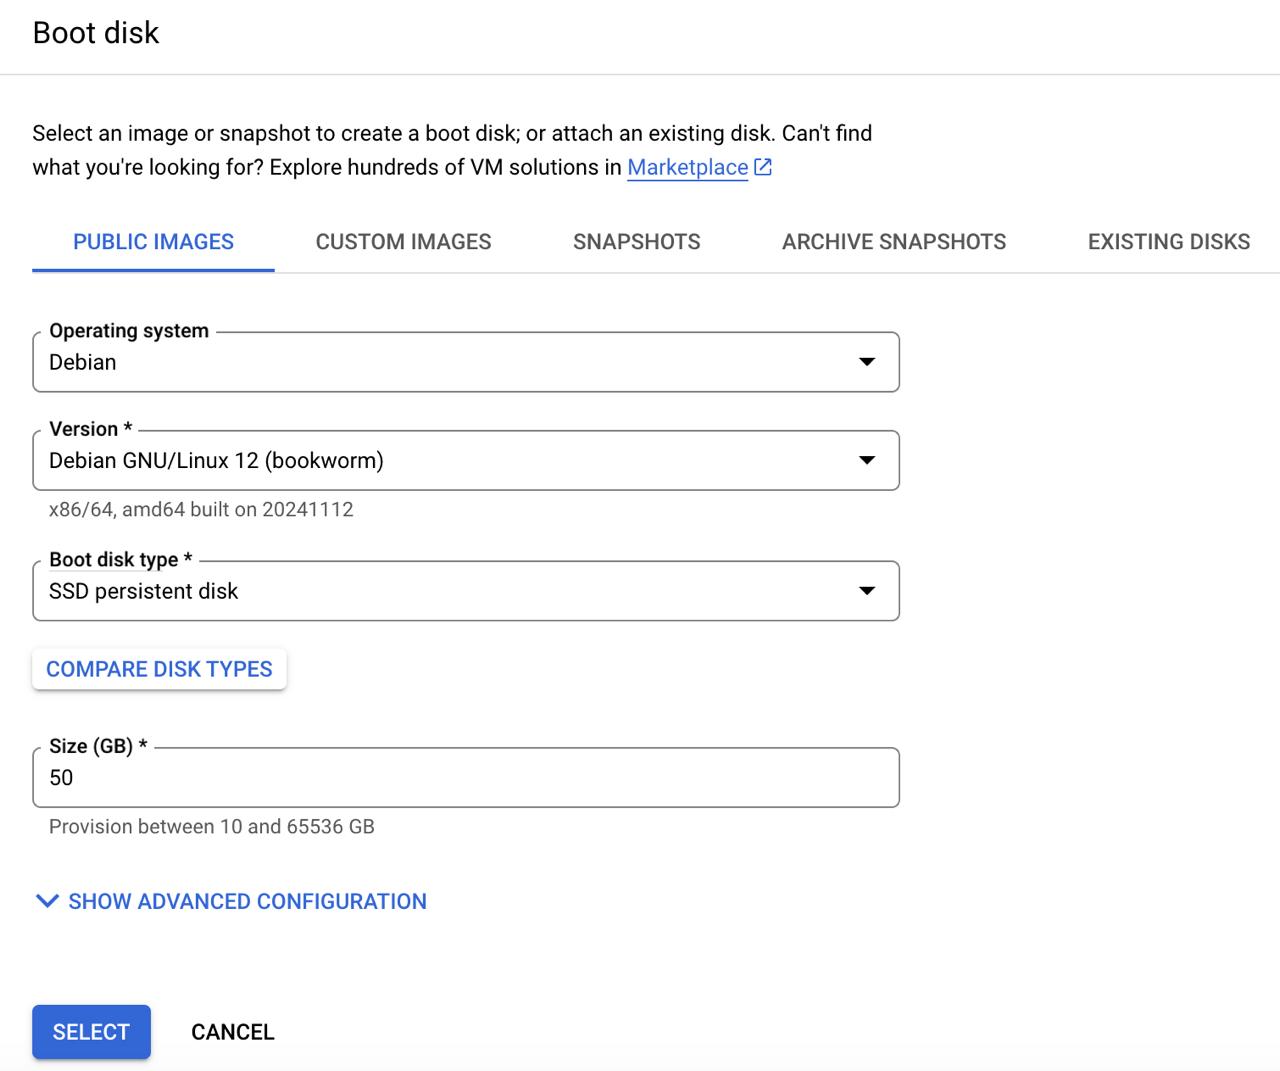 Boot disk
Select an image or snapshot to create a boot disk; or attach an existing disk. Can't find
what you're looking for? Explore hundreds of VM solutions in Marketplace
PUBLIC IMAGES CUSTOM IMAGES SNAPSHOTS ARCHIVE SNAPSHOTS EXISTING DISKS
Operating system
Debian
Version *
Debian GNU/Linux 12 (bookworm)
x86/64, amd64 built on 20241112
Boot disk type *
SSD persistent disk
COMPARE DISK TYPES
Size (GB) *
50
Provision between 10 and 65536 GB
SHOW ADVANCED CONFIGURATION
SELECT CANCEL